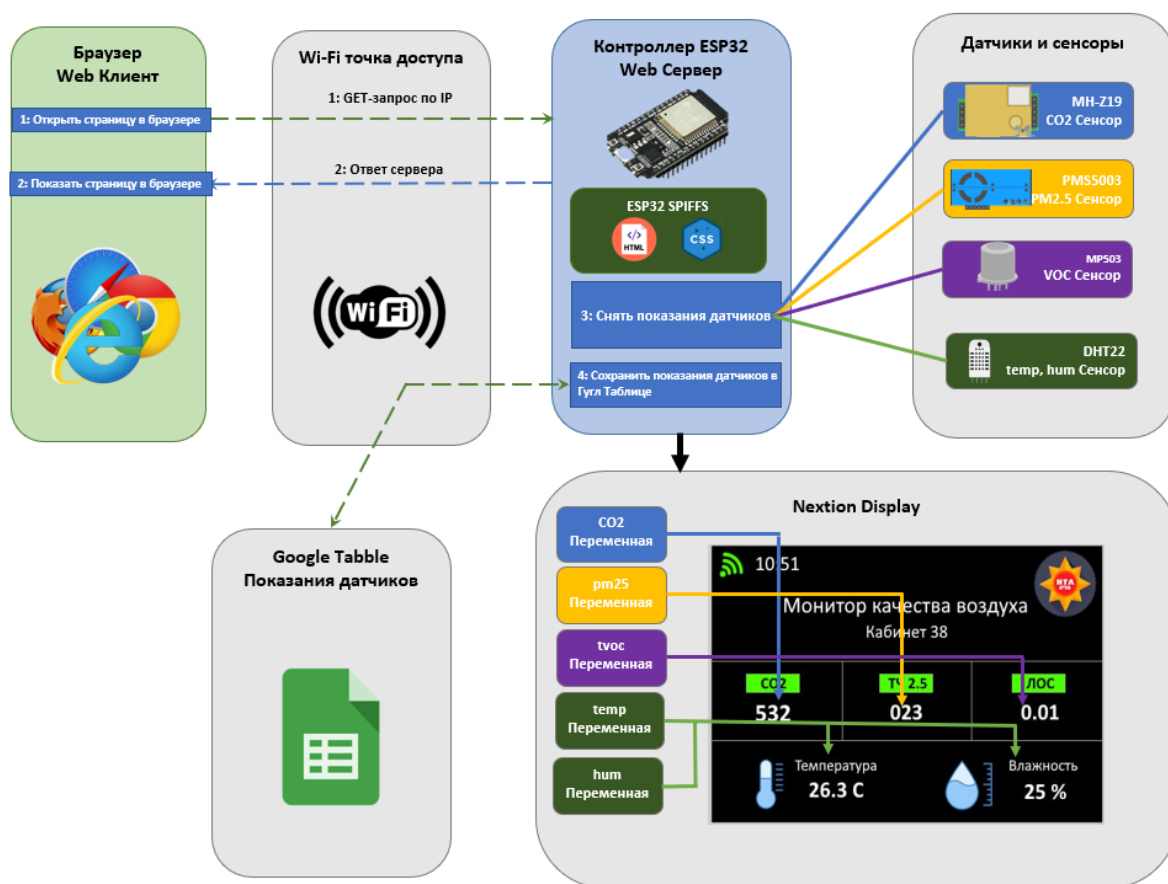 Браузер
Web Клиент
1: Открыть страницу в браузере
2: Показать страницу в браузере
Wi-Fi точка доступа
1: GET-запрос по IP
2: Ответ сервера
Wi Fi
Контроллер ESP32
Web Сервер
ESP32 SPIFFS
HTML
CSS
3: Снять показания датчиков
4: Сохранить показания датчиков в
Гугл Таблице
Датчики и сенсоры
MH-Z19
CO2 Сенсор
PMS5003
PM2.5 Сенсор
MP503
VOC Сенсор
DHT22
temp, hum Сенсор
Google Tabble
Показания датчиков
Nextion Display
CO2
Переменная
pm25
Переменная
tvoc
Переменная
temp
Переменная
hum
Переменная
10:51
Монитор качества воздуха
Кабинет 38
CO2
ТЧ2.5
ЛОС
532
023
0.01
Температура
26.3 C
Влажность
25 %